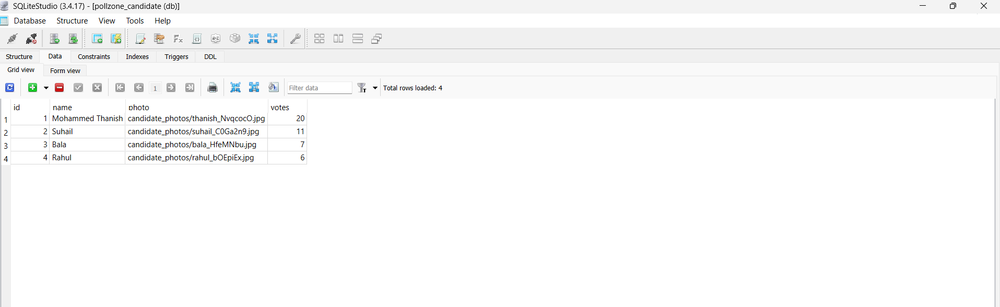 SQLiteStudio (3.4.17) - [pollzone_candidate (db)]
Database Structure View Tools Help
Structure Data Constraints Indexes Triggers DDL
Grid view Form view
1 Filter data Total rows loaded: 4
id name photo votes
1 1 Mohammed Thanish candidate_photos/thanish_NvqcocO.jpg 20
2 2 Suhail candidate_photos/suhail_C0Ga2n9.jpg 11
3 3 Bala candidate_photos/bala_HfeMNbu.jpg 7
4 4 Rahul candidate_photos/rahul_bOEpiEx.jpg 6